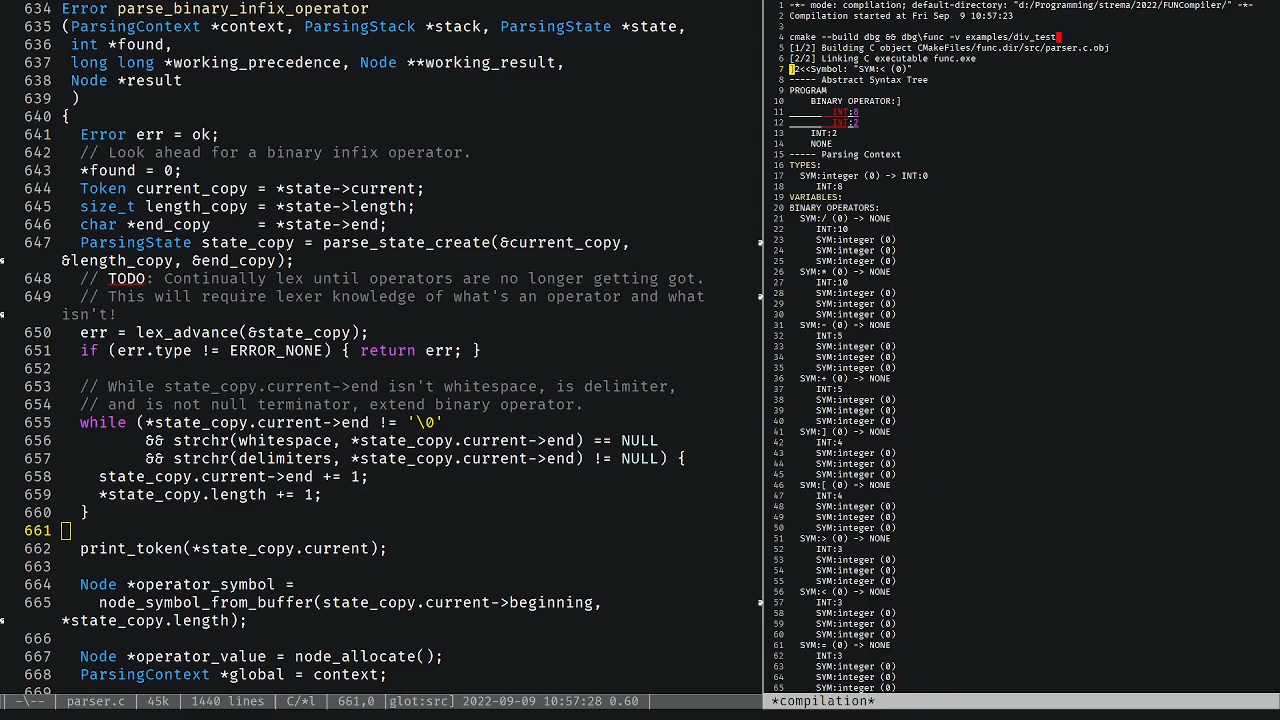 634 Error parse_binary_infix_operator
635 (ParsingContext *context, ParsingStack *stack, ParsingState *state,
636  int *found,
637  long long *working_precedence, Node **working_result,
638  Node *result
639  )
640 {
641   Error err = ok;
642   // Look ahead for a binary infix operator.
643   *found = 0;
644   Token current_copy = *state->current;
645   size_t length_copy = *state->length;
646   char *end_copy     = *state->end;
647   ParsingState state_copy = parse_state_create(&current_copy,
&length_copy, &end_copy);
648   // TODO: Continually lex until operators are no longer getting got.
649   // This will require lexer knowledge of what's an operator and what
isn't!
650   err = lex_advance(&state_copy);
651   if (err.type != ERROR_NONE) { return err; }
652
653   // While state_copy.current->end isn't whitespace, is delimiter,
654   // and is not null terminator, extend binary operator.
655   while (*state_copy.current->end != '\0'
656          && strchr(whitespace, *state_copy.current->end) == NULL
657          && strchr(delimiters, *state_copy.current->end) != NULL) {
658     state_copy.current->end += 1;
659     *state_copy.length += 1;
660   }
661
662   print_token(*state_copy.current);
663
664   Node *operator_symbol =
665     node_symbol_from_buffer(state_copy.current->beginning,
*state_copy.length);
666
667   Node *operator_value = node_allocate();
668   ParsingContext *global = context;
669
-\-- parser.c 45k 1440 lines C/*l 661,0 glot:src] 2022-09-09 10:57:28 0.60
1 -*- mode: compilation; default-directory: "d:/Programming/strema/2022/FUNCompiler/" -*-
2 Compilation started at Fri Sep  9 10:57:23
3
4 cmake --build dbg && dbg\func -v examples/div_test
5 [1/2] Building C object CMakeFiles/func.dir/src/parser.c.obj
6 [2/2] Linking C executable func.exe
7 ]2<<Symbol: "SYM:< (0)"
8 ----- Abstract Syntax Tree
9 PROGRAM
10     BINARY OPERATOR:]
11         INT:8
12         INT:2
13     INT:2
14     NONE
15 ----- Parsing Context
16 TYPES:
17   SYM:integer (0) -> INT:0
18      INT:8
19 VARIABLES:
20 BINARY OPERATORS:
21   SYM:/ (0) -> NONE
22      INT:10
23      SYM:integer (0)
24      SYM:integer (0)
25      SYM:integer (0)
26   SYM:* (0) -> NONE
27      INT:10
28      SYM:integer (0)
29      SYM:integer (0)
30      SYM:integer (0)
31   SYM:- (0) -> NONE
32      INT:5
33      SYM:integer (0)
34      SYM:integer (0)
35      SYM:integer (0)
36   SYM:+ (0) -> NONE
37      INT:5
38      SYM:integer (0)
39      SYM:integer (0)
40      SYM:integer (0)
41   SYM:] (0) -> NONE
42      INT:4
43      SYM:integer (0)
44      SYM:integer (0)
45      SYM:integer (0)
46   SYM:[ (0) -> NONE
47      INT:4
48      SYM:integer (0)
49      SYM:integer (0)
50      SYM:integer (0)
51   SYM:> (0) -> NONE
52      INT:3
53      SYM:integer (0)
54      SYM:integer (0)
55      SYM:integer (0)
56   SYM:< (0) -> NONE
57      INT:3
58      SYM:integer (0)
59      SYM:integer (0)
60      SYM:integer (0)
61   SYM:= (0) -> NONE
62      INT:3
63      SYM:integer (0)
64      SYM:integer (0)
65      SYM:integer (0)
*compilation*